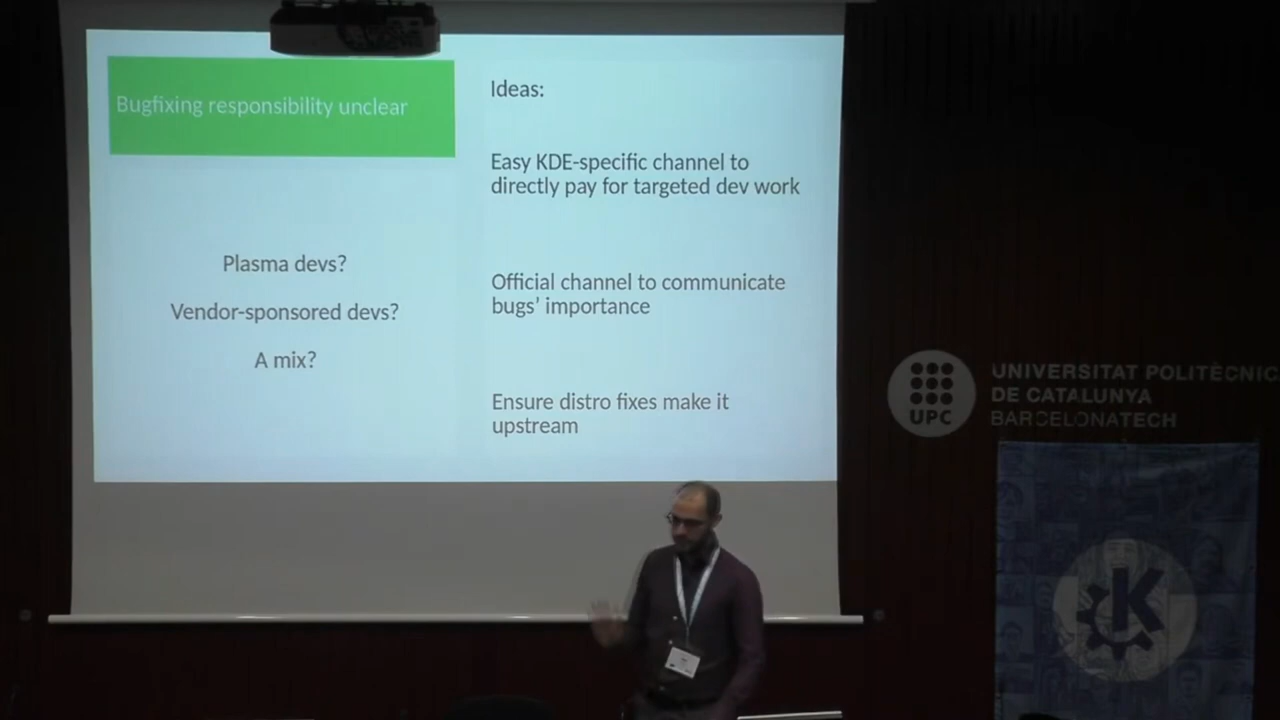 Bugfixing responsibility unclear
Plasma devs?
Vendor-sponsored devs?
A mix?
Ideas:
Easy KDE-specific channel to
directly pay for targeted dev work
Official channel to communicate
bugs' importance
Ensure distro fixes make it
upstream
UPC
UNIVERSITAT POLITÈCNIC
DE CATALUNYA
BARCELONATECH
K